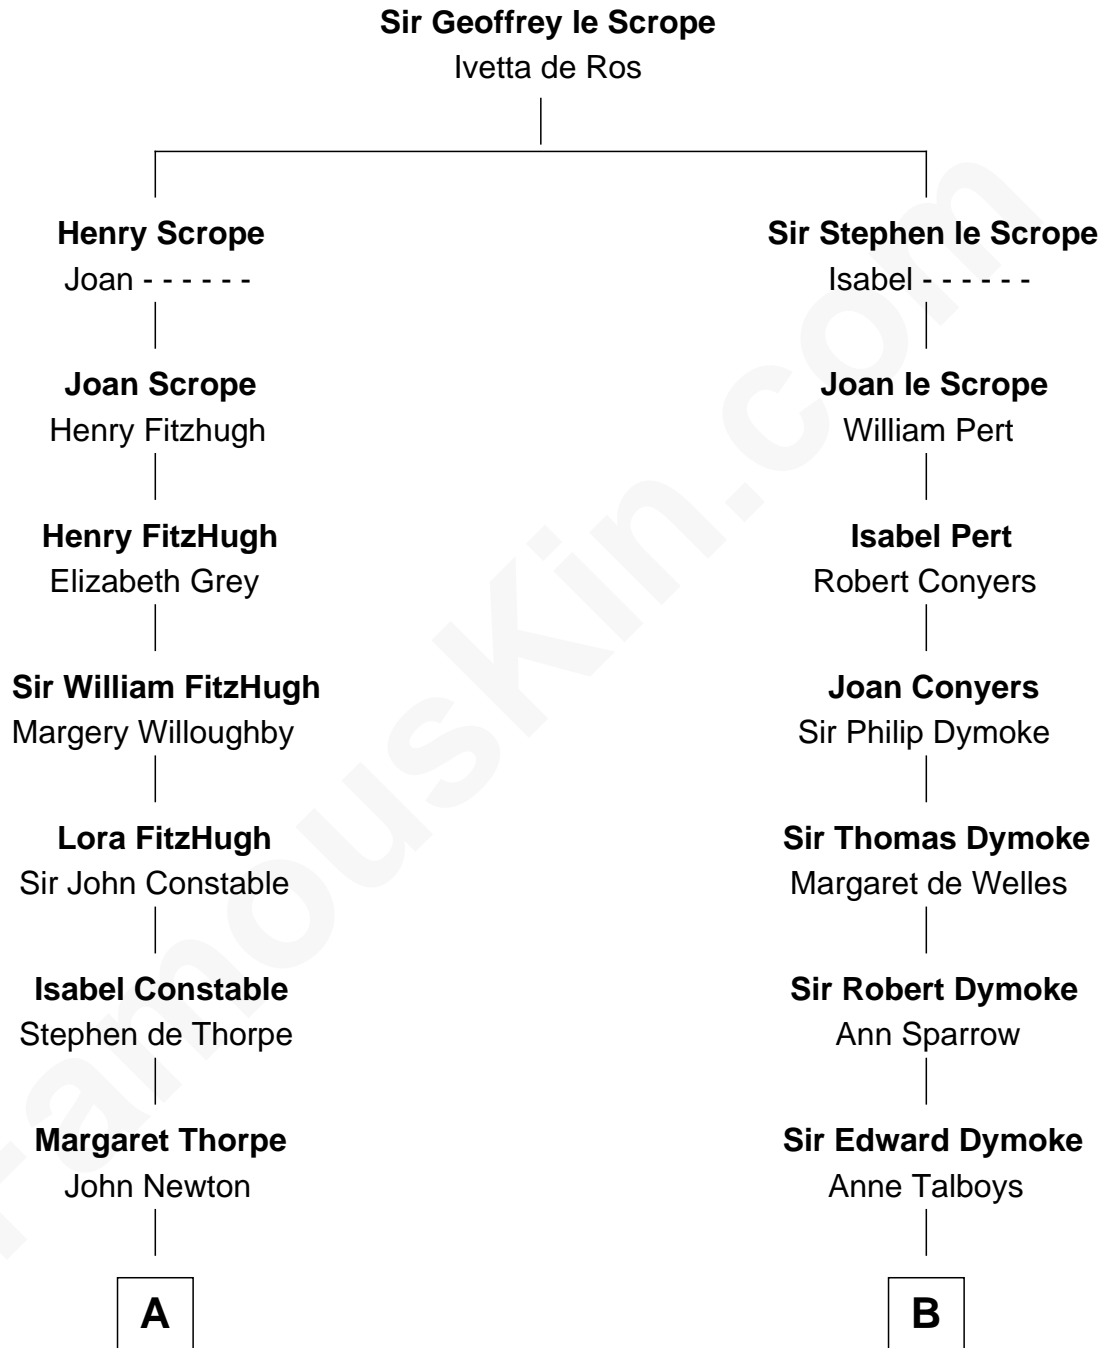 Sir Geoffrey le Scrope
Ivetta de Ros
Henry Scrope
Joan - - - - - -
Sir Stephen le Scrope
Isabel - - - - - -
Joan Scrope
Henry Fitzhugh
Joan le Scrope
William Pert
Henry FitzHugh
Elizabeth Grey
Isabel Pert
Robert Conyers
Sir William FitzHugh
Margery Willoughby
Joan Conyers
Sir Philip Dymoke
Lora FitzHugh
Sir John Constable
Sir Thomas Dymoke
Margaret de Welles
Isabel Constable
Stephen de Thorpe
Sir Robert Dymoke
Ann Sparrow
Margaret Thorpe
John Newton
Sir Edward Dymoke
Anne Talboys
A
B
FamousKin.com